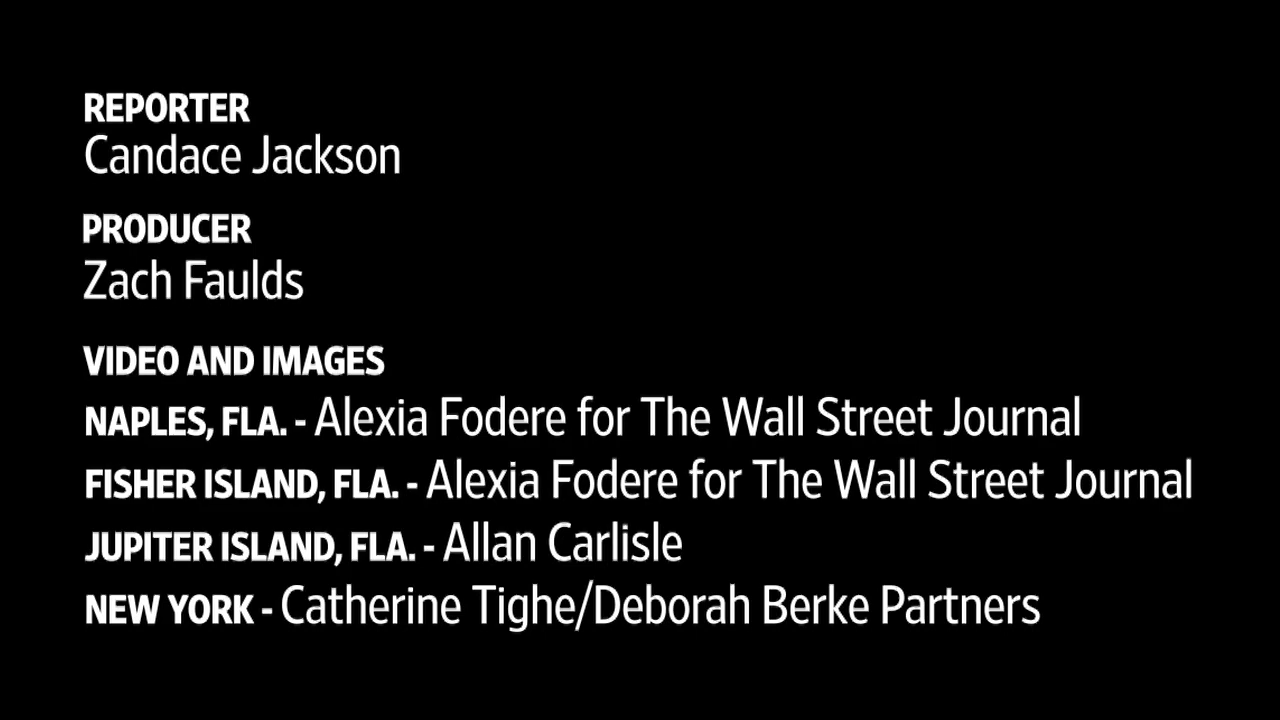 REPORTER
Candace Jackson
PRODUCER
Zach Faulds
VIDEO AND IMAGES
NAPLES, FLA. - Alexia Fodere for The Wall Street Journal
FISHER ISLAND, FLA. - Alexia Fodere for The Wall Street Journal
JUPITER ISLAND, FLA. - Allan Carlisle
NEW YORK - Catherine Tighe/Deborah Berke Partners